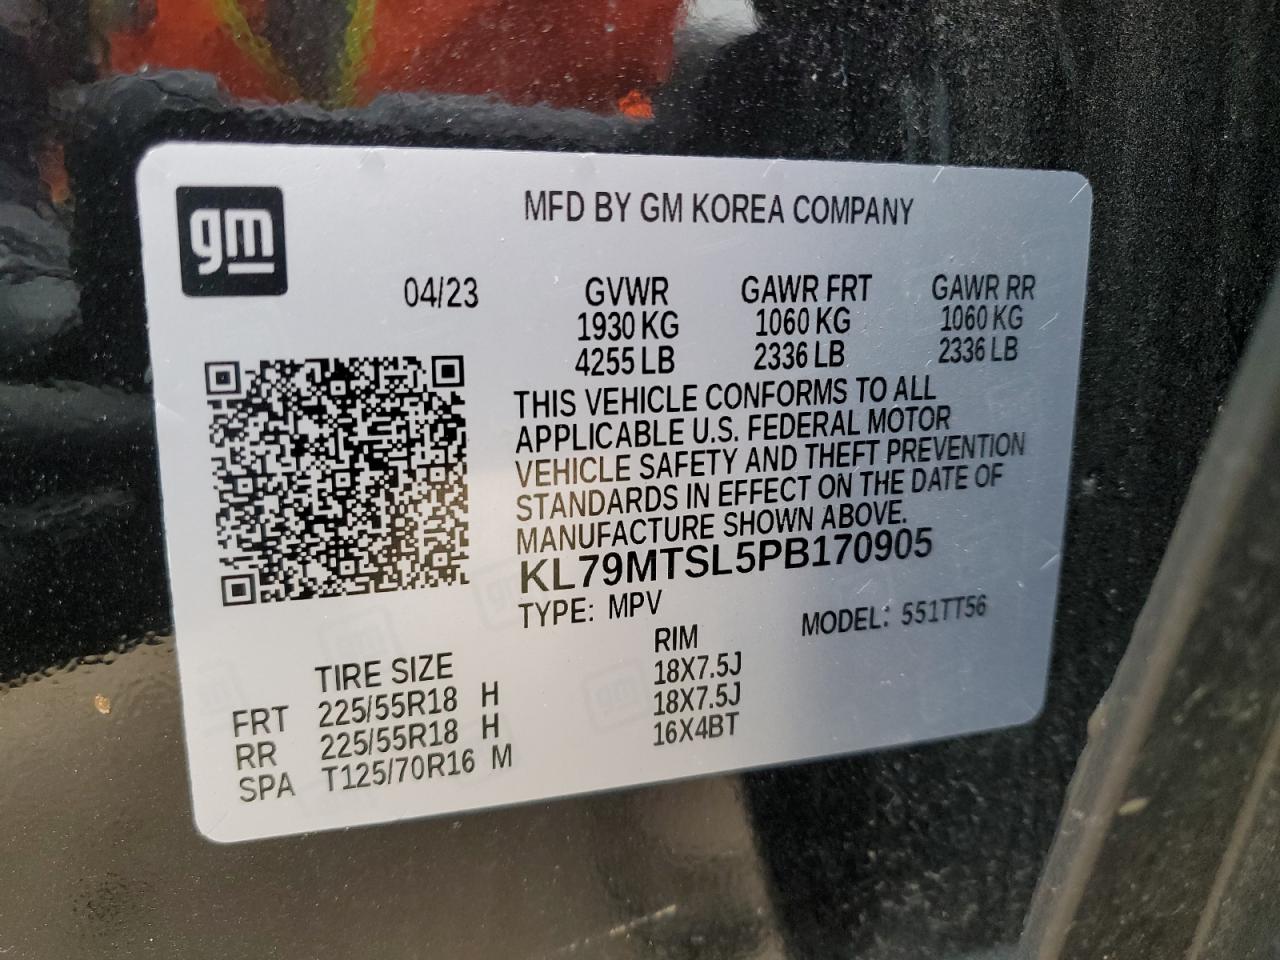 gm
MFD BY GM KOREA COMPANY
04/23 GVWR GAWR FRT GAWR RR
1930 KG 1060 KG 1060 KG
4255 LB 2336 LB 2336 LB
THIS VEHICLE CONFORMS TO ALL
APPLICABLE U.S. FEDERAL MOTOR
VEHICLE SAFETY AND THEFT PREVENTION
STANDARDS IN EFFECT ON THE DATE OF
MANUFACTURE SHOWN ABOVE.
KL79MTSL5PB170905
TYPE: MPV MODEL: 551TT56
TIRE SIZE RIM
FRT 225/55R18 H 18X7.5J
RR 225/55R18 H 18X7.5J
SPA T125/70R16 M 16X4BT